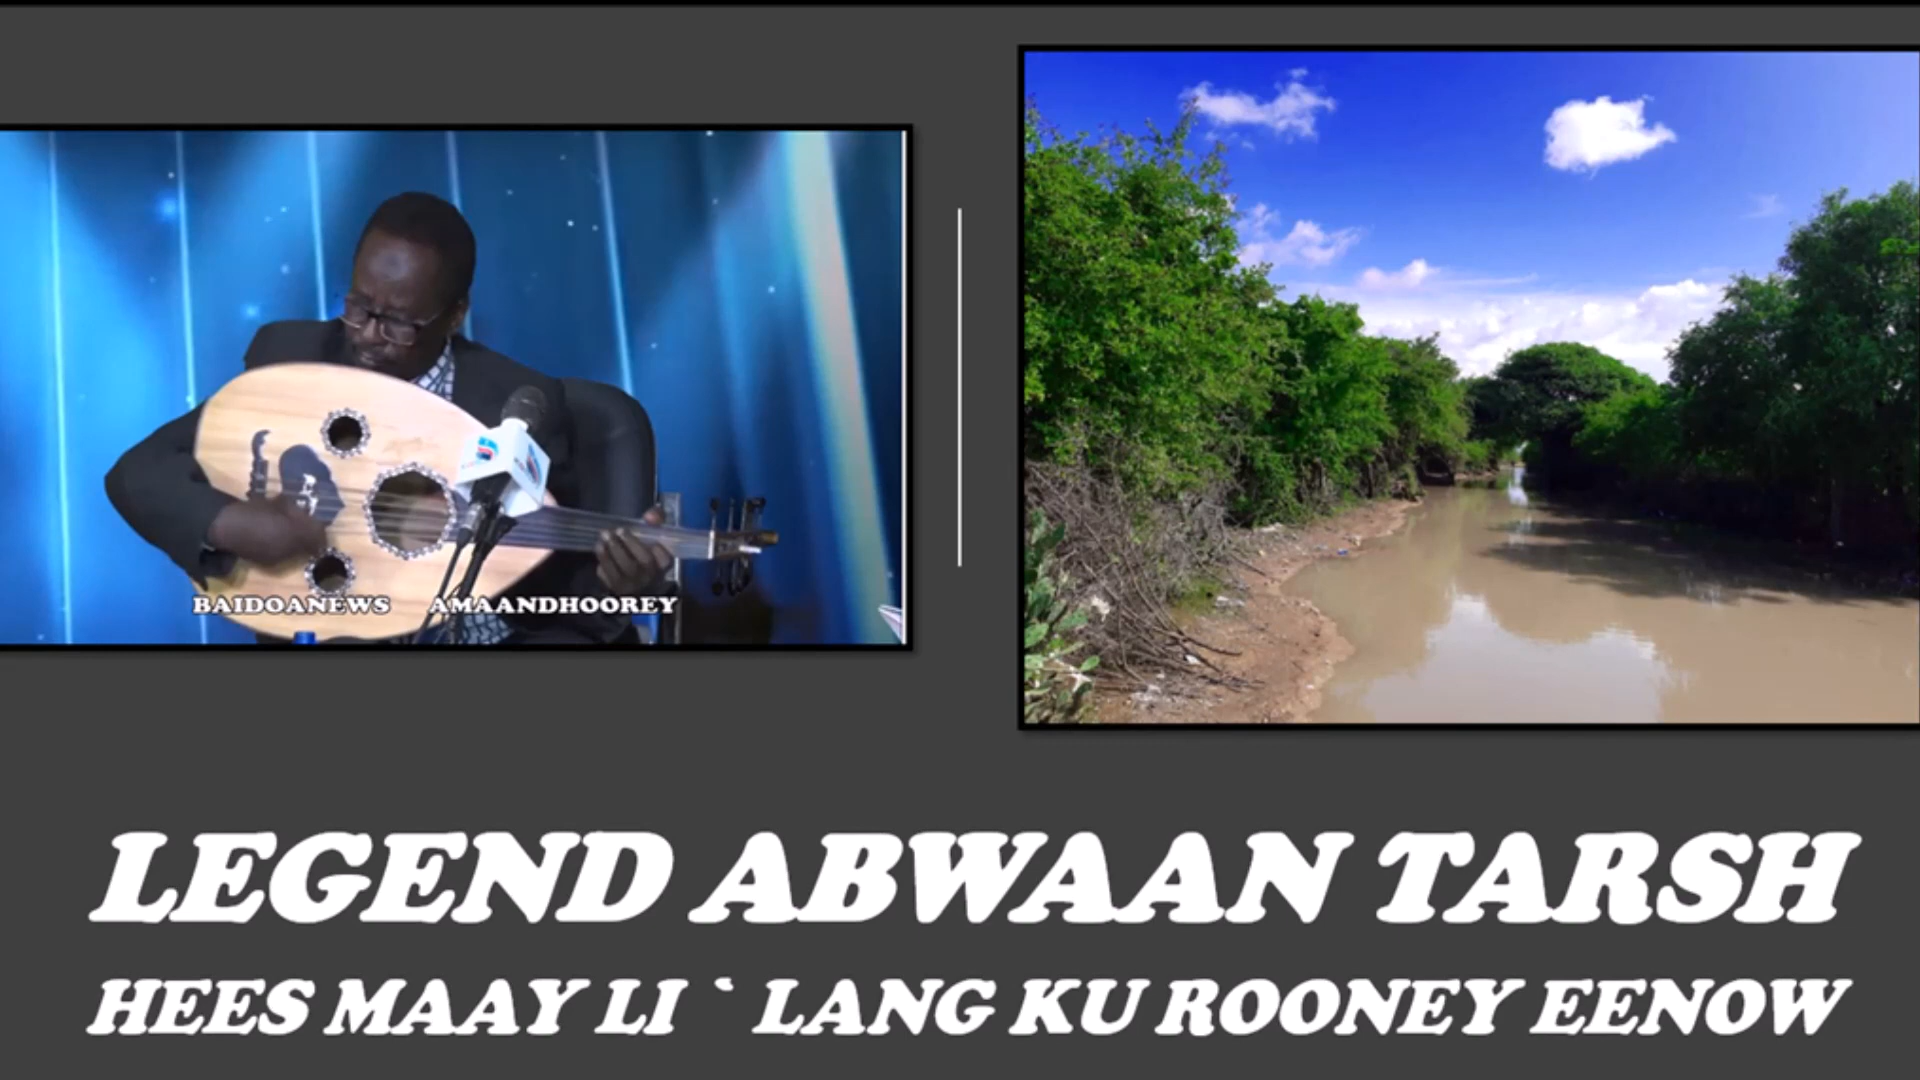 BAIDOANEWS AMAANDHOOREY
LEGEND ABWAAN TARSH
HEES MAAY LI ` LANG KU ROONEY EENOW